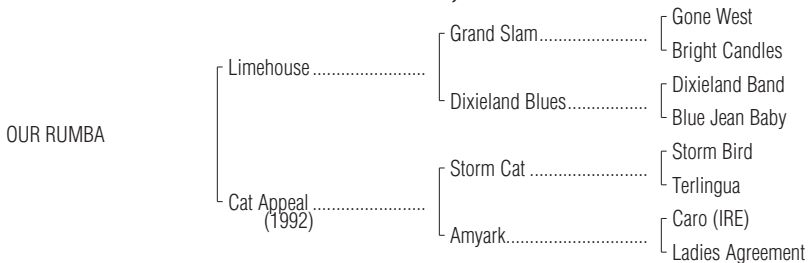 Gone West
Grand Slam........................
Bright Candles
Limehouse ........................
Dixieland Band
Dixieland Blues.................
Blue Jean Baby
OUR RUMBA
Storm Bird
Storm Cat .........................
Terlingua
Cat Appeal ........................
(1992)
Caro (IRE)
Amyark..............................
Ladies Agreement